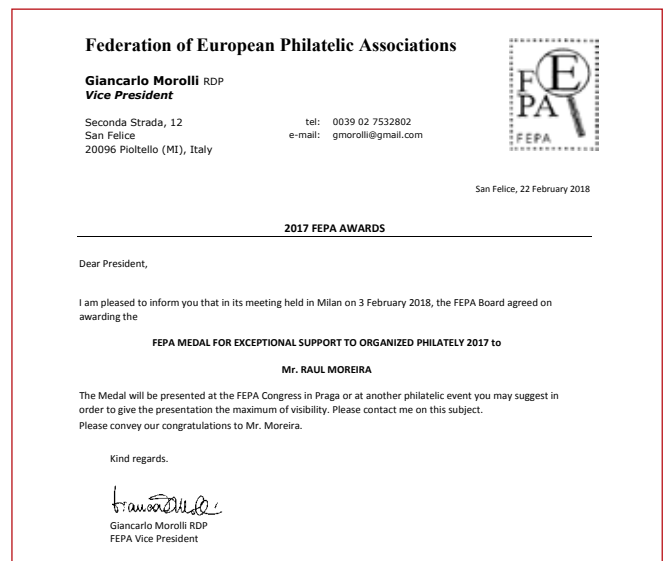 Federation of European Philatelic Associations
Giancarlo Morolli RDP
Vice President
Seconda Strada, 12
San Felice
20096 Pioltello (MI), Italy
tel: 0039 02 7532802
e-mail: gmorolli@gmail.com
FE
PA
FEPA
San Felice, 22 February 2018
2017 FEPA AWARDS
Dear President,
I am pleased to inform you that in its meeting held in Milan on 3 February 2018, the FEPA Board agreed on
awarding the
FEPA MEDAL FOR EXCEPTIONAL SUPPORT TO ORGANIZED PHILATELY 2017 to
Mr. RAUL MOREIRA
The Medal will be presented at the FEPA Congress in Praga or at another philatelic event you may suggest in
order to give the presentation the maximum of visibility. Please contact me on this subject.
Please convey our congratulations to Mr. Moreira.
Kind regards.
Giancarlo Morolli RDP
FEPA Vice President